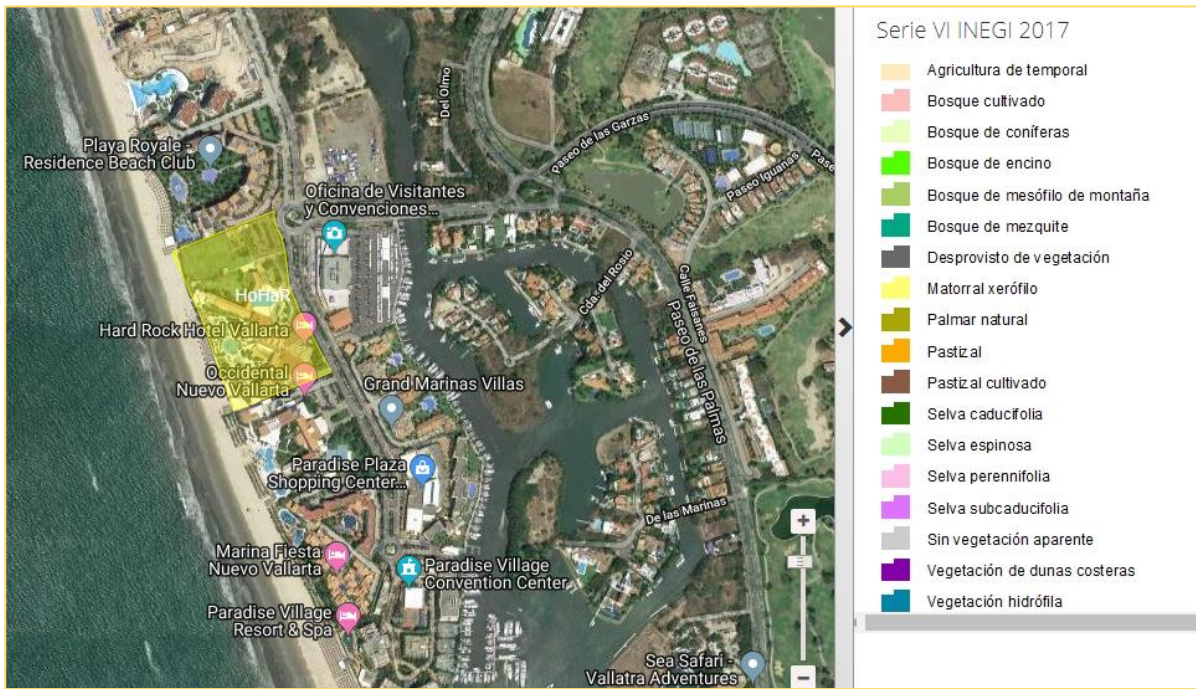 Serie VI INEGI 2017
Agricultura de temporal
Bosque cultivado
Bosque de coníferas
Bosque de encino
Bosque de mesófilo de montaña
Bosque de mezquite
Desprovisto de vegetación
Matorral xerófilo
Palmar natural
Pastizal
Pastizal cultivado
Selva caducifolia
Selva espinosa
Selva perennifolia
Selva subcaducifolia
Sin vegetación aparente
Vegetación de dunas costeras
Vegetación hidrófila
Del Olmo
Playa Royale -
Residence Beach Club
Paseo de las Garzas
Paseo Iguanas
Oficina de Visitantes
y Convenciones...
Cda. del Rosio
Calle Faisanes
Paseo de las Palmas
HoHaR
Hard Rock Hotel Vallarta
Occidental
Nuevo Vallarta
Grand Marinas Villas
Paradise Plaza
Shopping Center...
De las Marinas
Marina Fiesta
Nuevo Vallarta
Paradise Village
Convention Center
Paradise Village
Resort & Spa
Sea Safari -
Vallatra Adventures